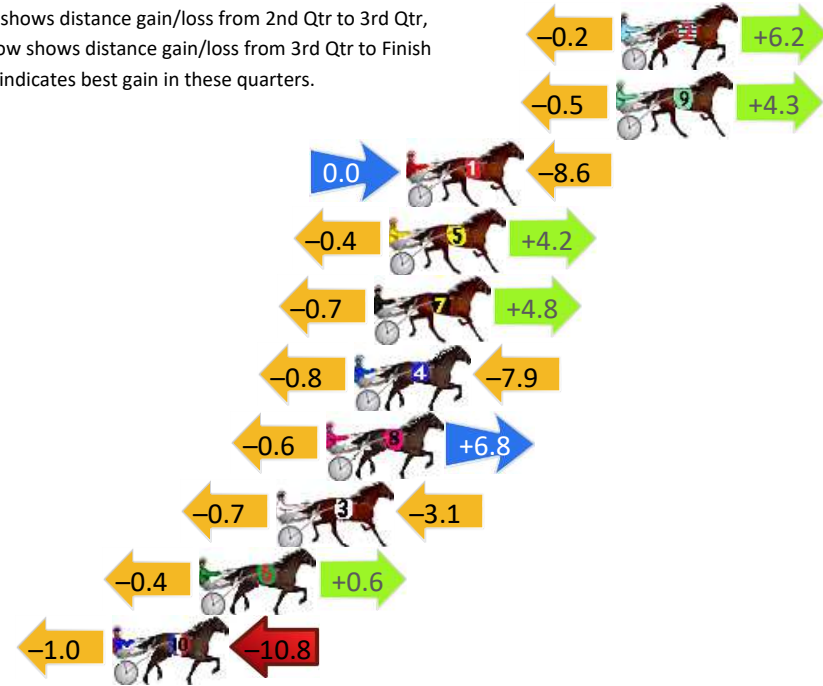 shows distance gain/loss from 2nd Qtr to 3rd Qtr,
ow shows distance gain/loss from 3rd Qtr to Finish
indicates best gain in these quarters.
–0.2 2 +6.2
–0.5 9 +4.3
0.0 1 –8.6
–0.4 5 +4.2
–0.7 7 +4.8
–0.8 4 –7.9
–0.6 8 +6.8
–0.7 3 –3.1
–0.4 6 +0.6
–1.0 10 –10.8